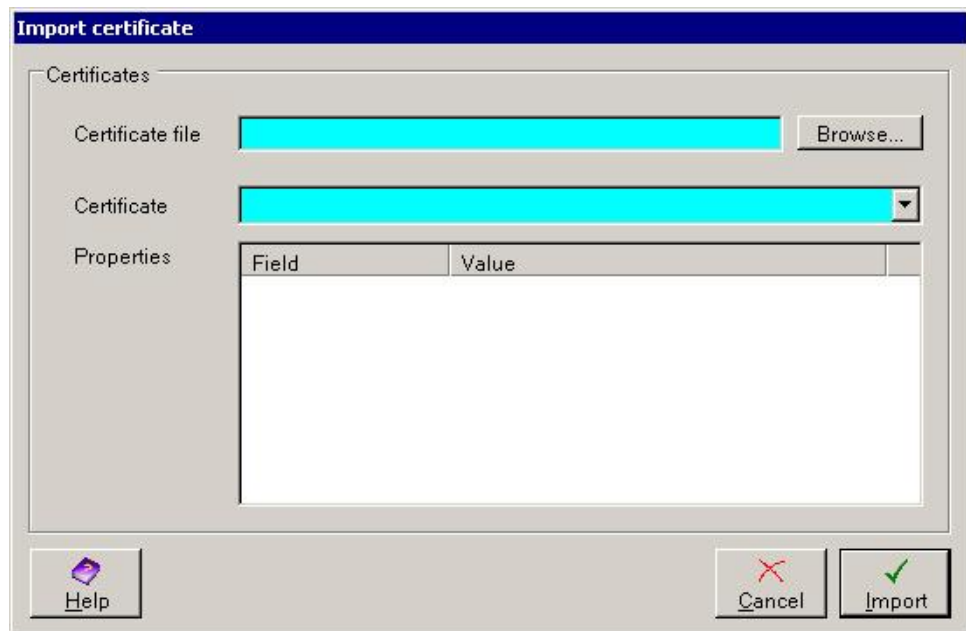 Import certificate
Certificates
Certificate file Browse...
Certificate
Properties Field Value
Help Cancel Import